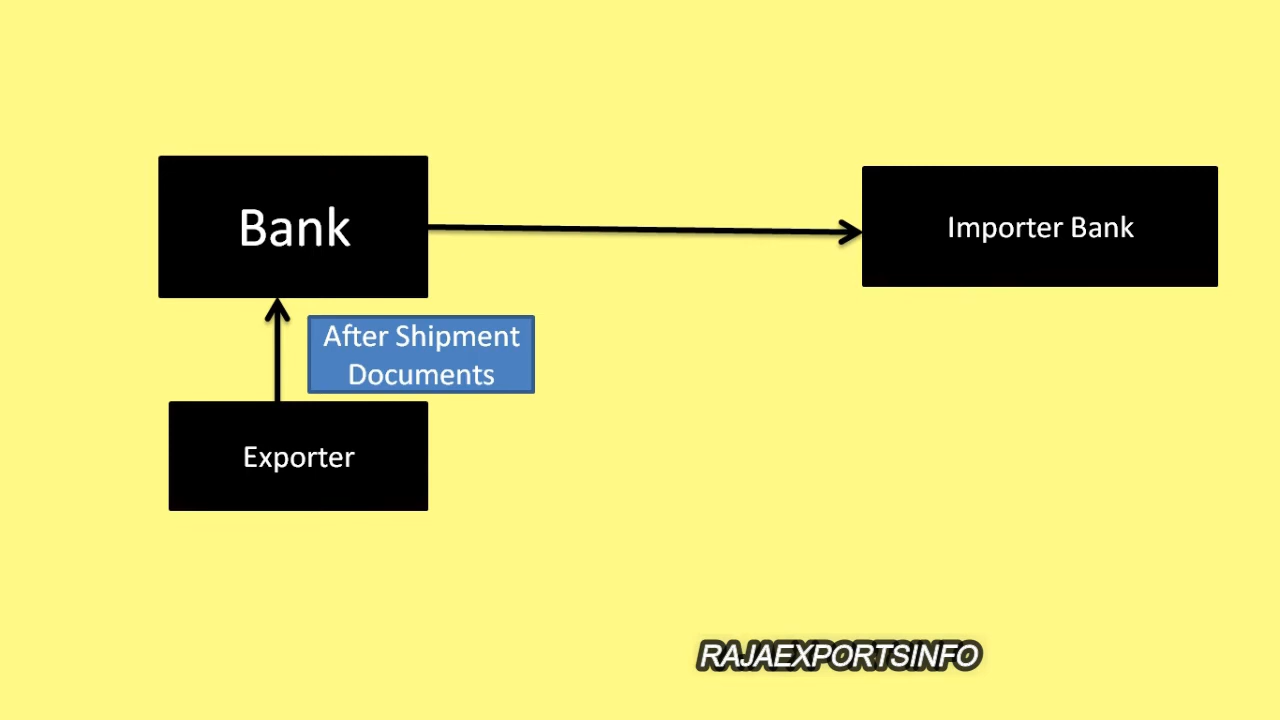 Bank
Importer Bank
After Shipment
Documents
Exporter
RAJAEXPORTSINFO